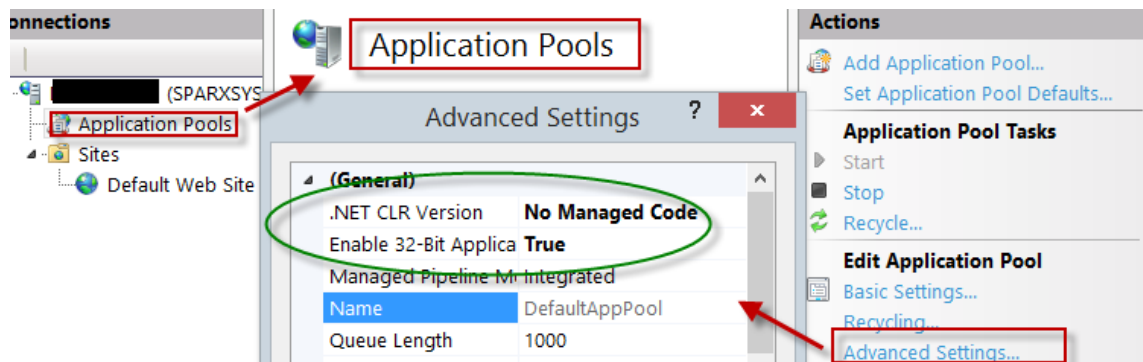 onnections
(SPARXSYS
Application Pools
Sites
Default Web Site
Application Pools
Advanced Settings
?
x
(General)
.NET CLR Version No Managed Code
Enable 32-Bit Applica True
Managed Pipeline Mo Integrated
Name DefaultAppPool
Queue Length 1000
Actions
Add Application Pool...
Set Application Pool Defaults...
Application Pool Tasks
Start
Stop
Recycle...
Edit Application Pool
Basic Settings...
Recycling...
Advanced Settings...